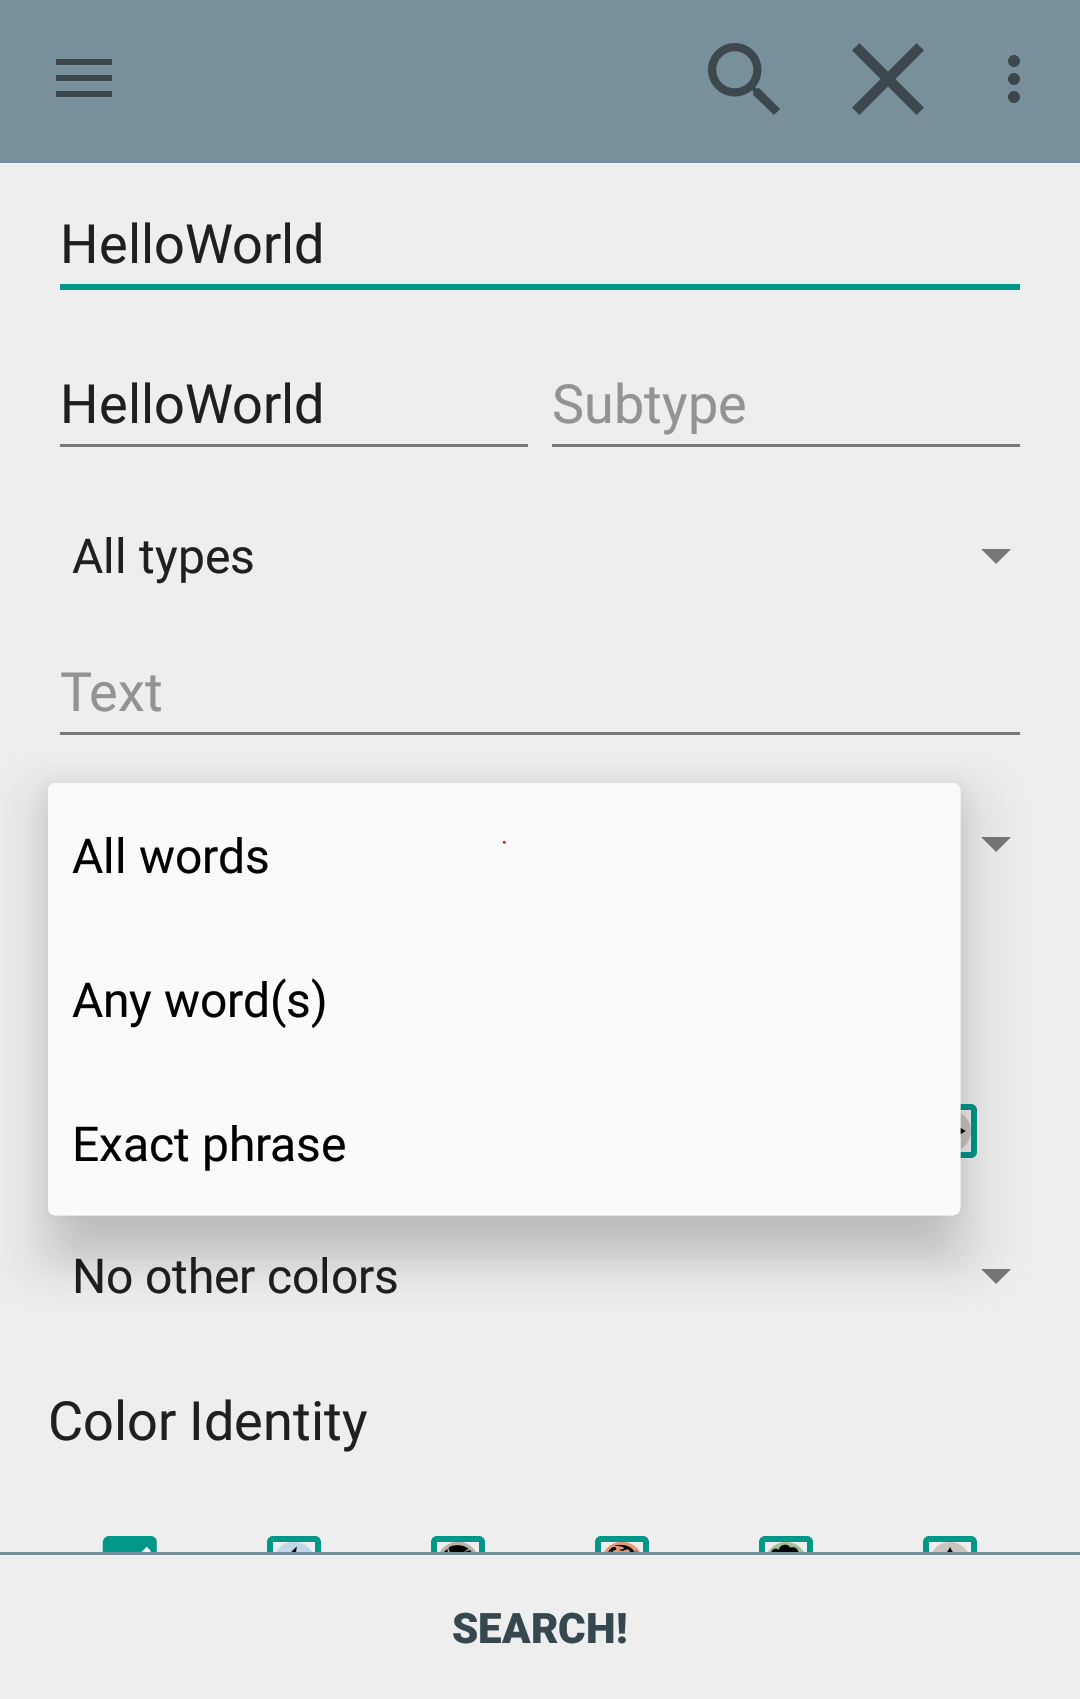 HelloWorld
HelloWorld Subtype
All types
Text
All words
Any word(s)
Exact phrase
No other colors
Color Identity
SEARCH!